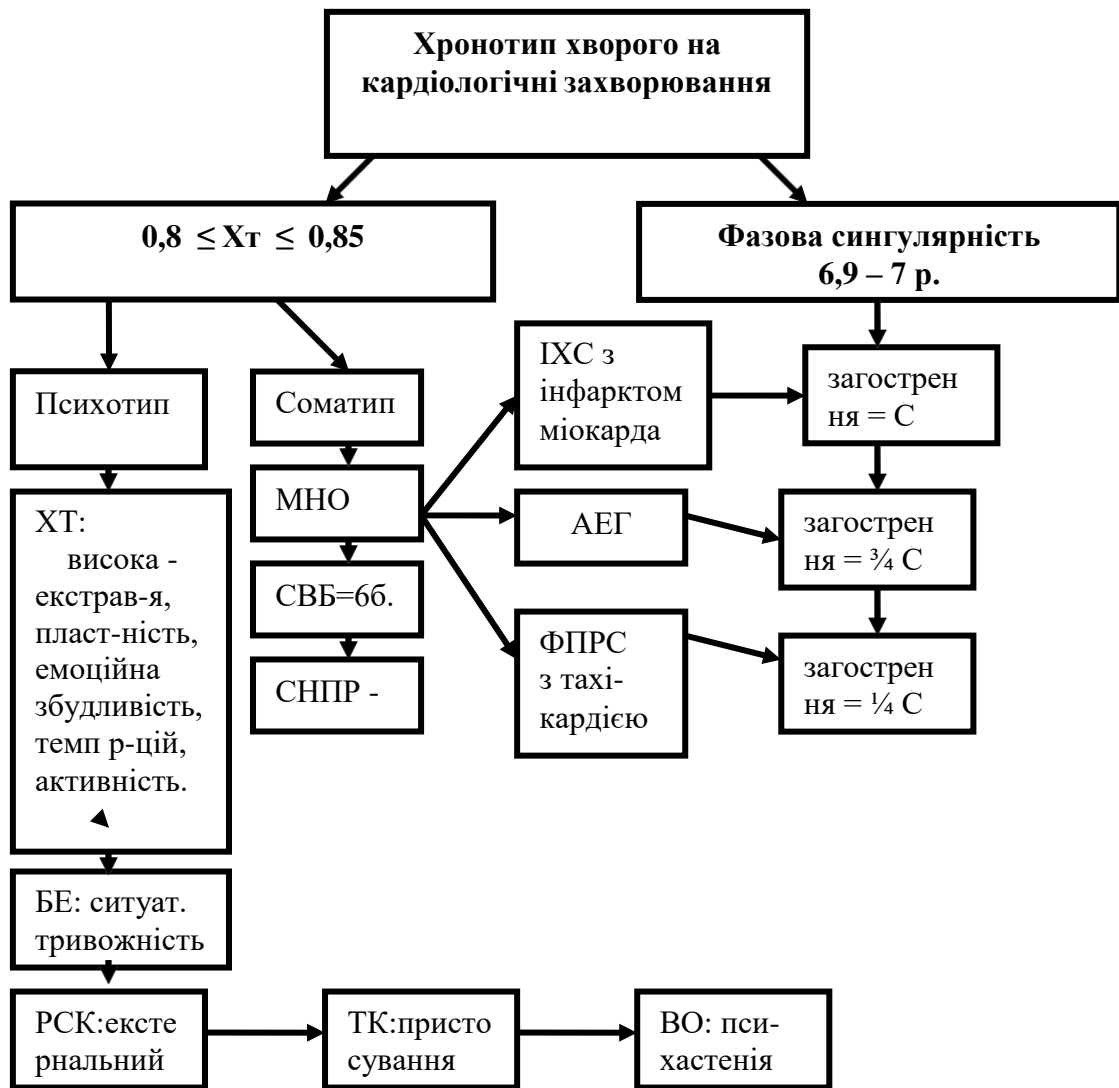 Хронотип хворого на
кардіологічні захворювання
0,8 ≤ Хт ≤ 0,85
Фазова сингулярність
6,9 – 7 р.
Психотип
Соматип
ІХС з
інфарктом
міокарда
загострен
ня = С
ХТ:
висока -
екстрав-я,
пласт-ність,
емоційна
збудливість,
темп р-цій,
активність.
МНО
АЕГ
загострен
ня = ¾ С
СВБ=6б.
СНПР -
ФПРС
з тахі-
кардією
загострен
ня = ¼ С
БЕ: ситуат.
тривожність
РСК:ексте
рнальний
ТК:присто
сування
ВО: пси-
хастенія